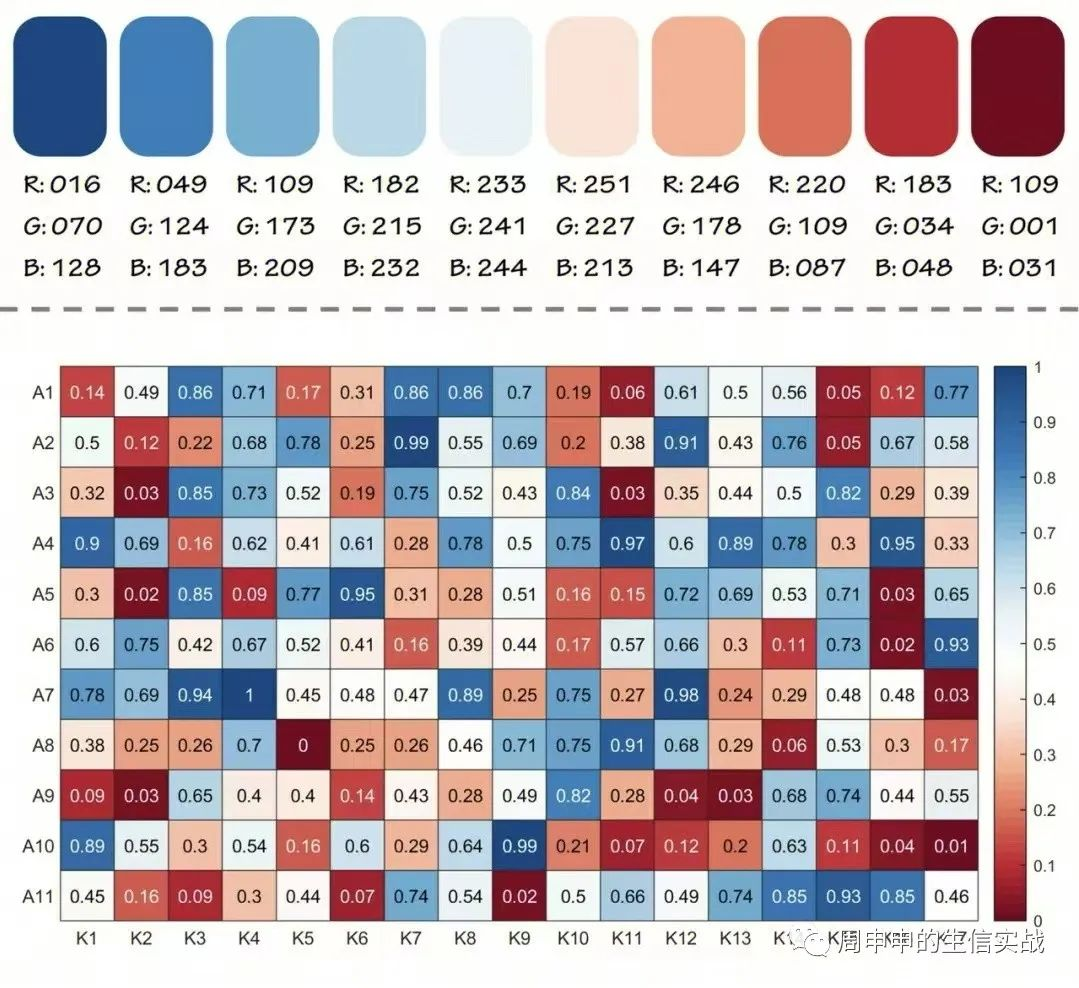 R: 016 R: 049 R: 109 R: 182 R: 233 R: 251 R: 246 R: 220 R: 183 R: 109
G: 070 G: 124 G: 173 G: 215 G: 241 G: 227 G: 178 G: 109 G: 034 G: 001
B: 128 B: 183 B: 209 B: 232 B: 244 B: 213 B: 147 B: 087 B: 048 B: 031
A1 0.14 0.49 0.86 0.71 0.17 0.31 0.86 0.86 0.7 0.19 0.06 0.61 0.5 0.56 0.05 0.12 0.77
A2 0.5 0.12 0.22 0.68 0.78 0.25 0.99 0.55 0.69 0.2 0.38 0.91 0.43 0.76 0.05 0.67 0.58
A3 0.32 0.03 0.85 0.73 0.52 0.19 0.75 0.52 0.43 0.84 0.03 0.35 0.44 0.5 0.82 0.29 0.39
A4 0.9 0.69 0.16 0.62 0.41 0.61 0.28 0.78 0.5 0.75 0.97 0.6 0.89 0.78 0.3 0.95 0.33
A5 0.3 0.02 0.85 0.09 0.77 0.95 0.31 0.28 0.51 0.16 0.15 0.72 0.69 0.53 0.71 0.03 0.65
A6 0.6 0.75 0.42 0.67 0.52 0.41 0.16 0.39 0.44 0.17 0.57 0.66 0.3 0.11 0.73 0.02 0.93
A7 0.78 0.69 0.94 1 0.45 0.48 0.47 0.89 0.25 0.75 0.27 0.98 0.24 0.29 0.48 0.48 0.03
A8 0.38 0.25 0.26 0.7 0 0.25 0.26 0.46 0.71 0.75 0.91 0.68 0.29 0.06 0.53 0.3 0.17
A9 0.09 0.03 0.65 0.4 0.4 0.14 0.43 0.28 0.49 0.82 0.28 0.04 0.03 0.68 0.74 0.44 0.55
A10 0.89 0.55 0.3 0.54 0.16 0.6 0.29 0.64 0.99 0.21 0.07 0.12 0.2 0.63 0.11 0.04 0.01
A11 0.45 0.16 0.09 0.3 0.44 0.07 0.74 0.54 0.02 0.5 0.66 0.49 0.74 0.85 0.93 0.85 0.46
K1 K2 K3 K4 K5 K6 K7 K8 K9 K10 K11 K12 K13
1
0.9
0.8
0.7
0.6
0.5
0.4
0.3
0.2
0.1
0
周申申的生信实战